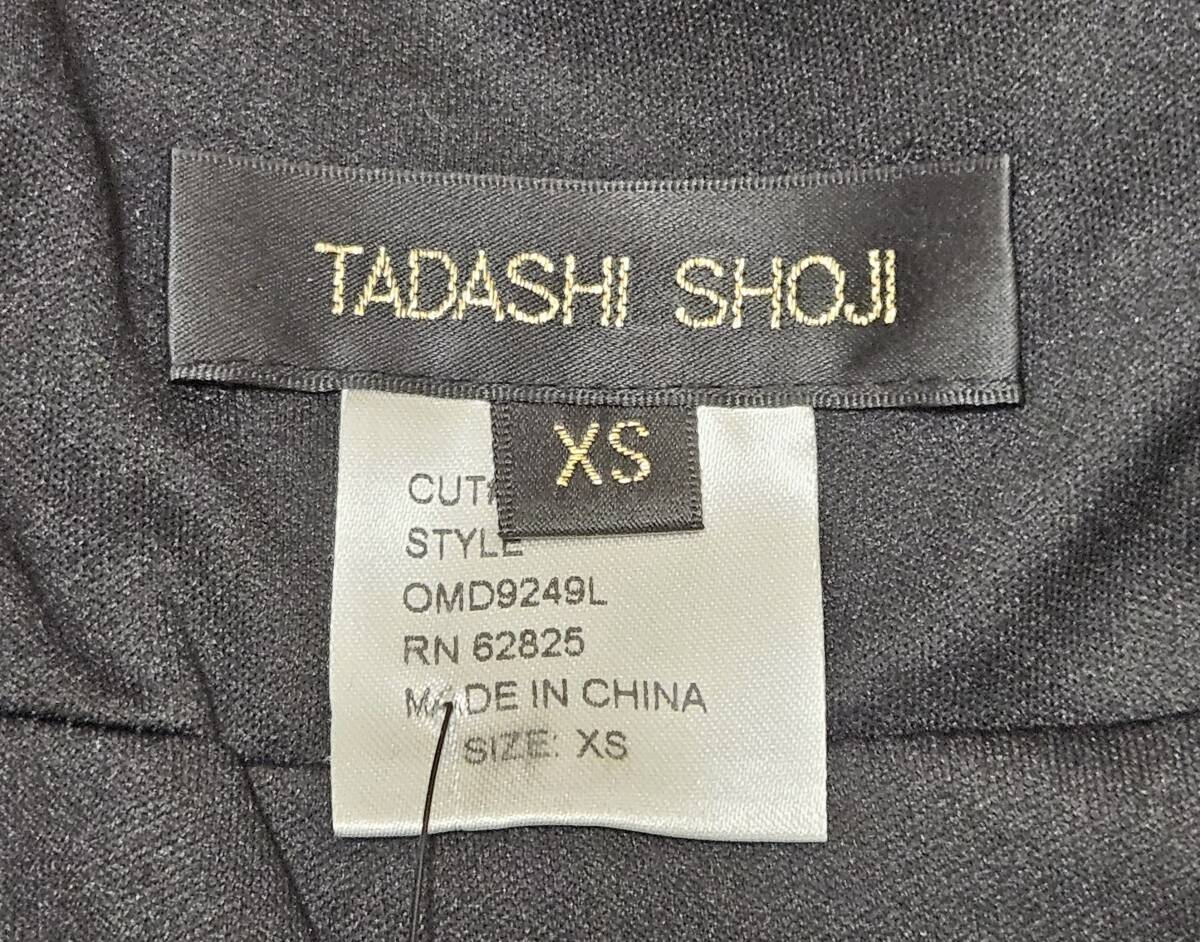 TADASHI SHOJI
XS
CUT#
STYLE
OMD9249L
RN 62825
MADE IN CHINA
SIZE: XS